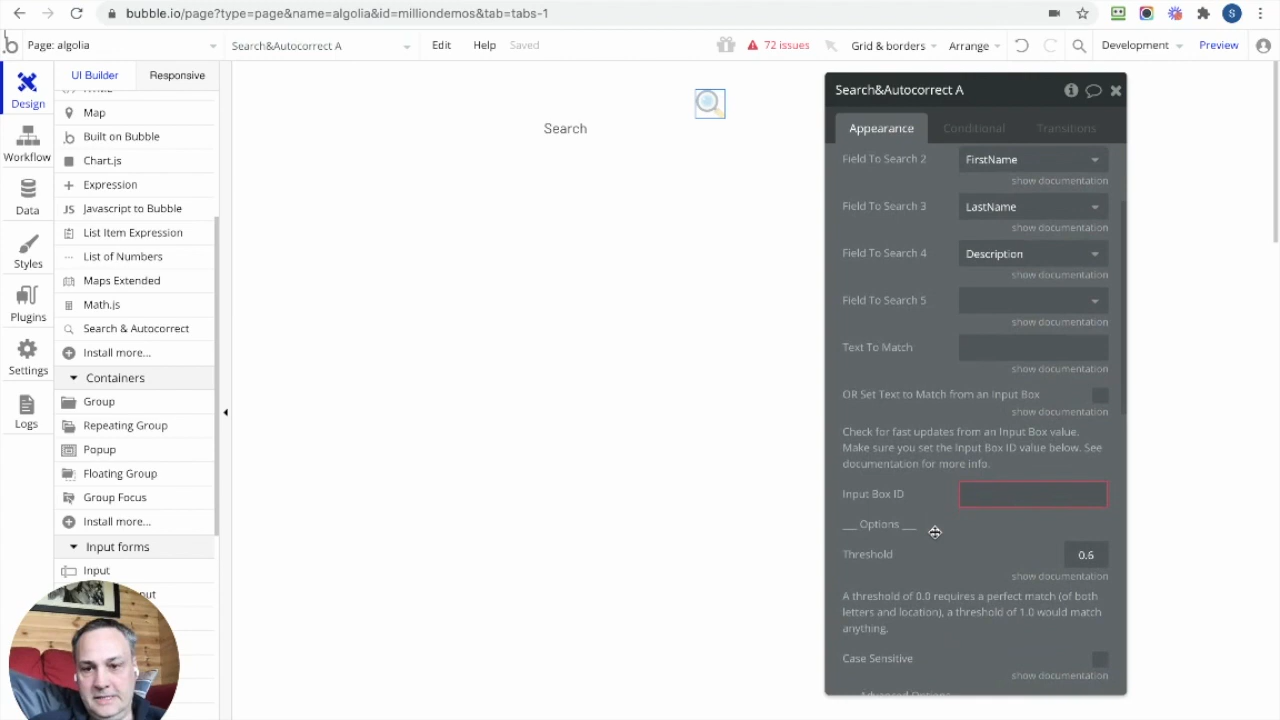 bubble.io/page?type=page&name=algolia&id=milliondemos&tab=tabs-1
S
Page: algolia
Search&Autocorrect A
Edit
Help
Saved
72 issues
Grid & borders
Arrange
Development
Preview
UI Builder
Responsive
Design
Workflow
Data
Styles
Plugins
Settings
Logs
Map
Built on Bubble
Chart.js
Expression
JS Javascript to Bubble
List Item Expression
List of Numbers
Maps Extended
Math.js
Search & Autocorrect
Install more...
Containers
Group
Repeating Group
Popup
Floating Group
Group Focus
Install more...
Input forms
Input
Search
Search&Autocorrect A
Appearance
Conditional
Transitions
Field To Search 2 FirstName
show documentation
Field To Search 3 LastName
show documentation
Field To Search 4 Description
show documentation
Field To Search 5
show documentation
Text To Match
show documentation
OR Set Text to Match from an Input Box
show documentation
Check for fast updates from an Input Box value.
Make sure you set the Input Box ID value below. See
documentation for more info.
Input Box ID
___ Options ___
Threshold 0.6
show documentation
A threshold of 0.0 requires a perfect match (of both
letters and location), a threshold of 1.0 would match
anything.
Case Sensitive
show documentation
Advanced Options